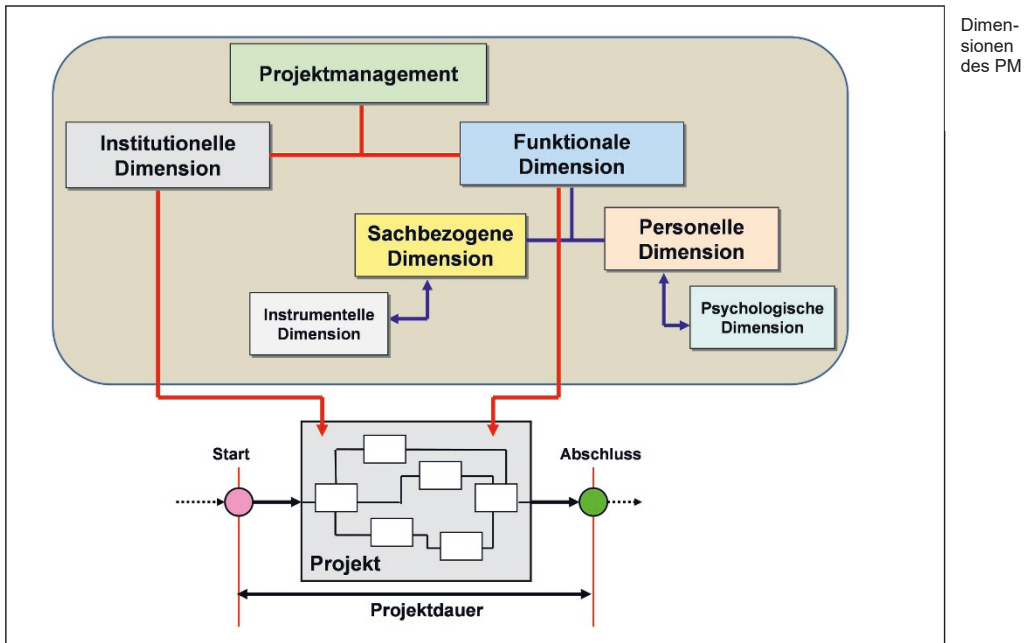 Dimen-
sionen
des PM
Projektmanagement
Institutionelle
Dimension
Funktionale
Dimension
Sachbezogene
Dimension
Personelle
Dimension
Instrumentelle
Dimension
Psychologische
Dimension
Start
Abschluss
Projekt
Projektdauer